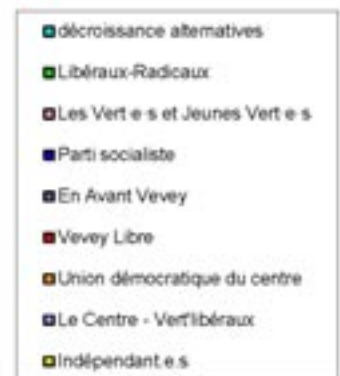 décroissance alternatives
Libéraux-Radicaux
Les Vert·e·s et Jeunes Vert·e·s
Parti socialiste
En Avant Vevey
Vevey Libre
Union démocratique du centre
Le Centre - Vert'libéraux
Indépendant.e.s